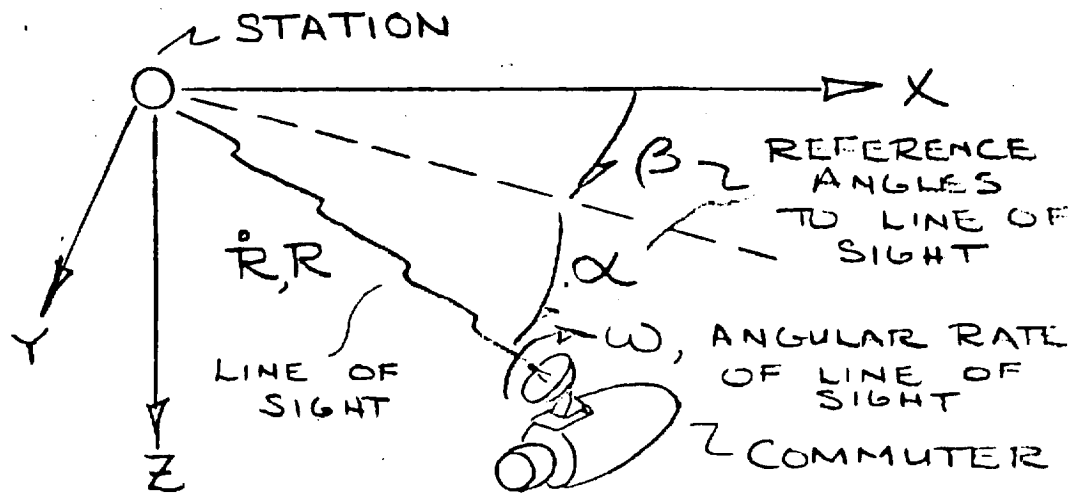 STATION
X
β
REFERENCE
ANGLES
TO LINE OF
SIGHT
Ṙ, R
α
Y
ω, ANGULAR RATE
OF LINE OF
SIGHT
LINE OF
SIGHT
COMMUTER
Z